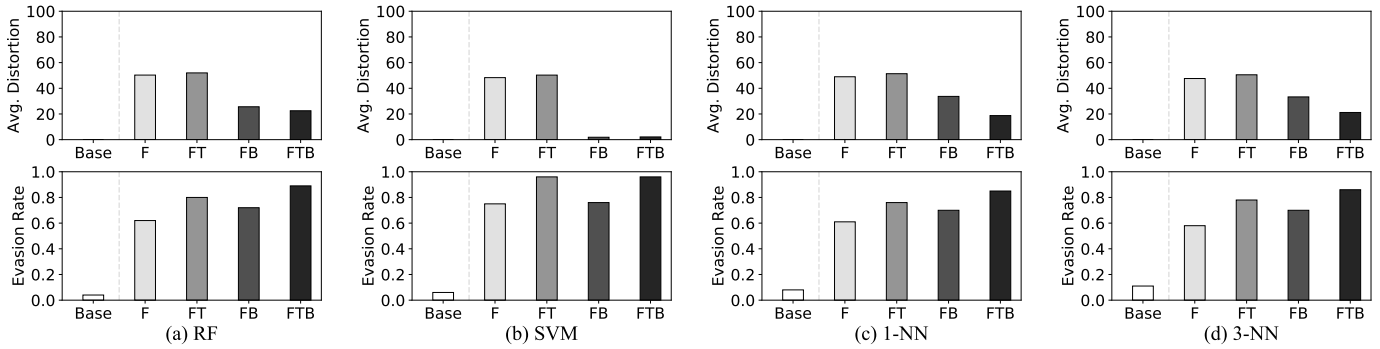 100
80
60
40
20
0
Avg. Distortion
Base F FT FB FTB
1.0
0.8
0.6
0.4
0.2
0.0
Evasion Rate
Base F FT FB FTB
(a) RF
100
80
60
40
20
0
Avg. Distortion
Base F FT FB FTB
1.0
0.8
0.6
0.4
0.2
0.0
Evasion Rate
Base F FT FB FTB
(b) SVM
100
80
60
40
20
0
Avg. Distortion
Base F FT FB FTB
1.0
0.8
0.6
0.4
0.2
0.0
Evasion Rate
Base F FT FB FTB
(c) 1-NN
100
80
60
40
20
0
Avg. Distortion
Base F FT FB FTB
1.0
0.8
0.6
0.4
0.2
0.0
Evasion Rate
Base F FT FB FTB
(d) 3-NN